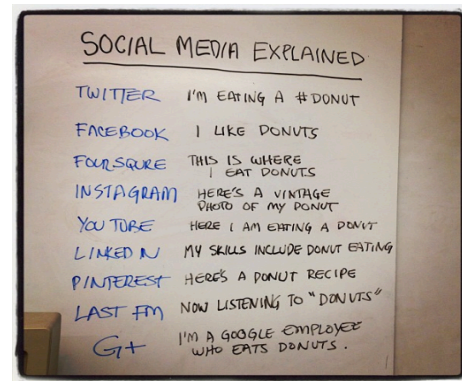 SOCIAL MEDIA EXPLAINED
TWITTER I'M EATING A #DONUT
FACEBOOK I LIKE DONUTS
FOURSQURE THIS IS WHERE
I EAT DONUTS
INSTAGRAM HERE'S A VINTAGE
PHOTO OF MY DONUT
YOU TUBE HERE I AM EATING A DONUT
LINKED IN MY SKILLS INCLUDE DONUT EATING
PINTEREST HERE'S A DONUT RECIPE
LAST FM NOW LISTENING TO "DONUTS"
G+ I'M A GOOGLE EMPLOYEE
WHO EATS DONUTS.